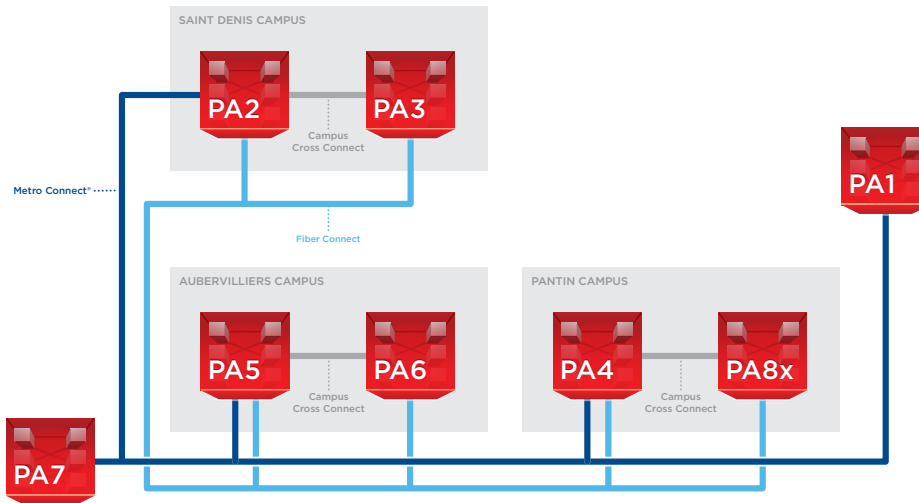 SAINT DENIS CAMPUS
PA2
PA3
Campus
Cross Connect
PA1
Metro Connect®
Fiber Connect
AUBERVILLIERS CAMPUS
PANTIN CAMPUS
PA5
PA6
PA4
PA8x
Campus
Cross Connect
Campus
Cross Connect
PA7